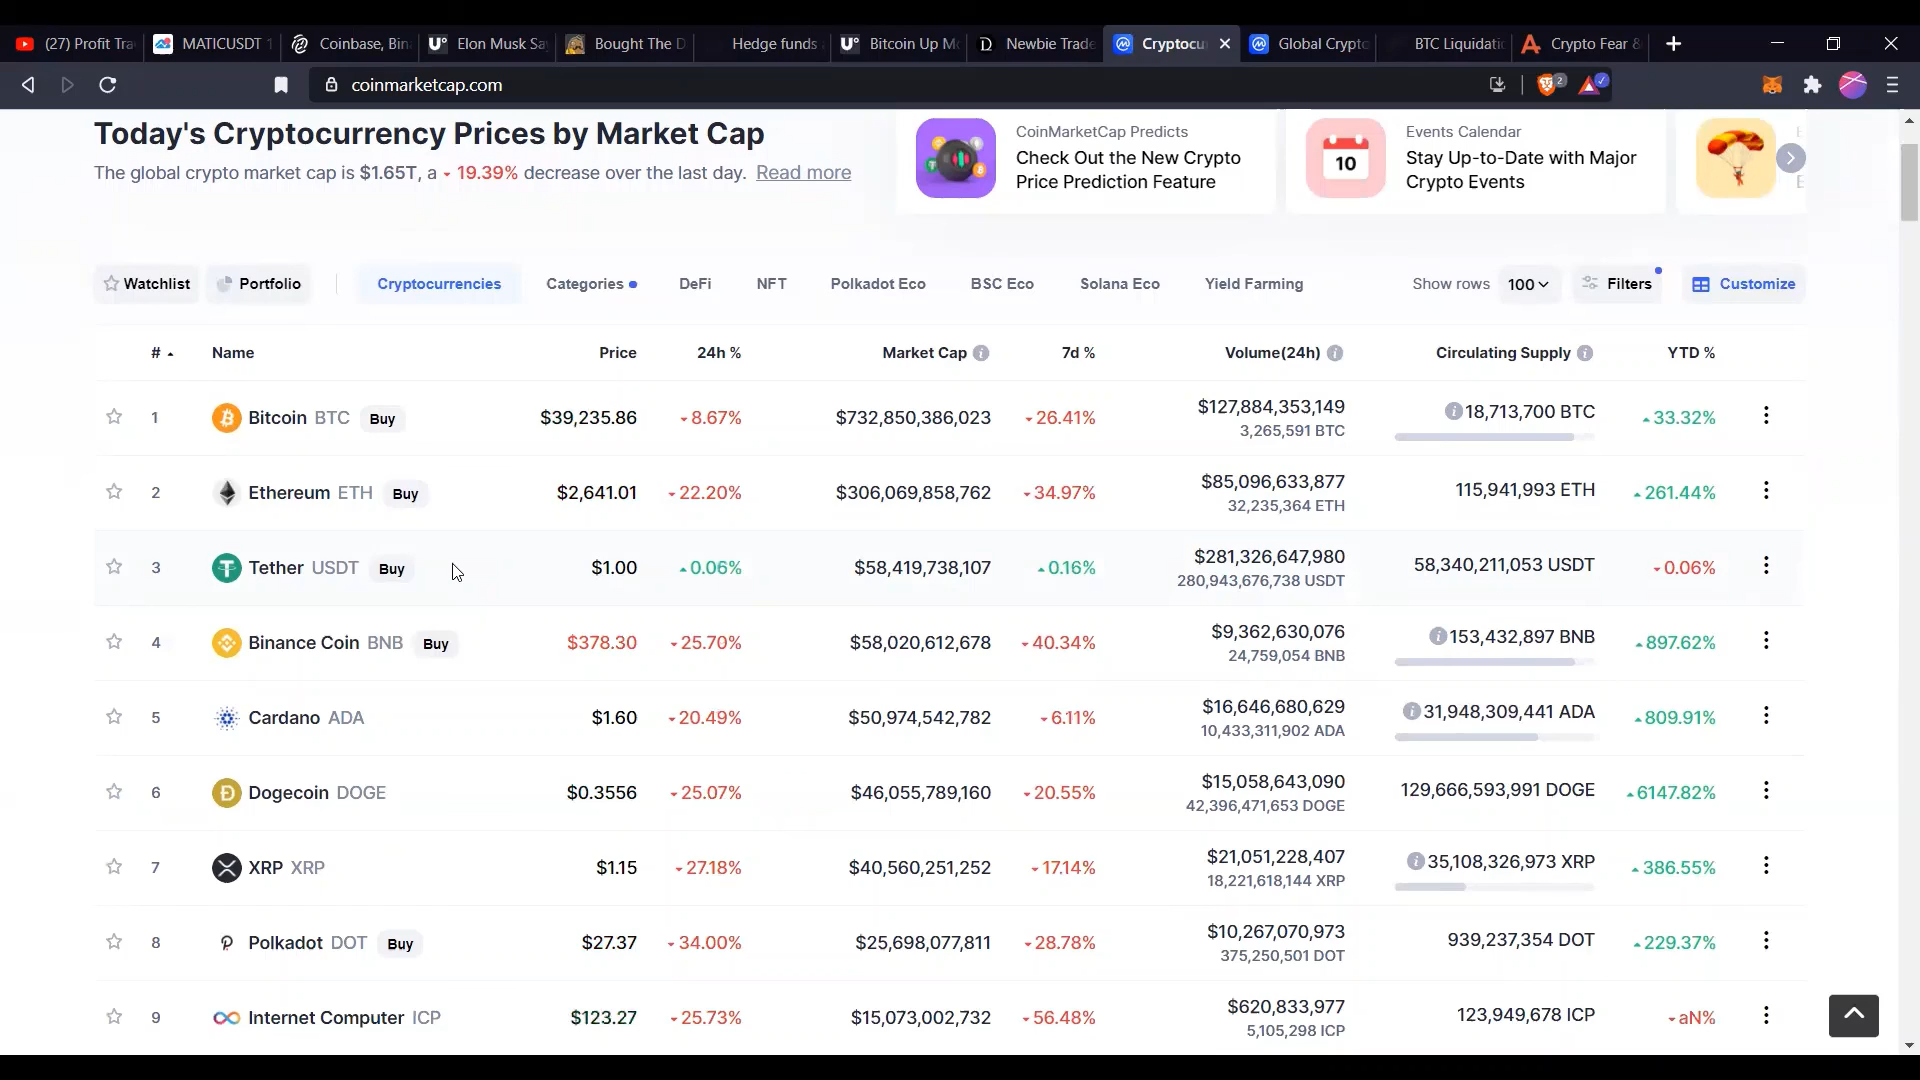 (27) Profit Tra
MATICUSDT 1
Coinbase, Bin
Elon Musk Sa
Bought The D
Hedge funds
Bitcoin Up Mo
Newbie Trade
Cryptocu
Global Crypto
BTC Liquidati
Crypto Fear &
coinmarketcap.com
2
Today's Cryptocurrency Prices by Market Cap
The global crypto market cap is $1.65T, a 19.39% decrease over the last day. Read more
CoinMarketCap Predicts
Check Out the New Crypto
Price Prediction Feature
10
Events Calendar
Stay Up-to-Date with Major
Crypto Events
Watchlist Portfolio Cryptocurrencies Categories DeFi NFT Polkadot Eco BSC Eco Solana Eco Yield Farming Show rows 100 Filters Customize
# Name Price 24h % Market Cap 7d % Volume(24h) Circulating Supply YTD %
1 Bitcoin BTC Buy $39,235.86 8.67% $732,850,386,023 26.41% $127,884,353,149 18,713,700 BTC 33.32%
3,265,591 BTC
2 Ethereum ETH Buy $2,641.01 22.20% $306,069,858,762 34.97% $85,096,633,877 115,941,993 ETH 261.44%
32,235,364 ETH
3 Tether USDT Buy $1.00 0.06% $58,419,738,107 0.16% $281,326,647,980 58,340,211,053 USDT 0.06%
280,943,676,738 USDT
4 Binance Coin BNB Buy $378.30 25.70% $58,020,612,678 40.34% $9,362,630,076 153,432,897 BNB 897.62%
24,759,054 BNB
5 Cardano ADA $1.60 20.49% $50,974,542,782 6.11% $16,646,680,629 31,948,309,441 ADA 809.91%
10,433,311,902 ADA
6 Dogecoin DOGE $0.3556 25.07% $46,055,789,160 20.55% $15,058,643,090 129,666,593,991 DOGE 6147.82%
42,396,471,653 DOGE
7 XRP XRP $1.15 27.18% $40,560,251,252 17.14% $21,051,228,407 35,108,326,973 XRP 386.55%
18,221,618,144 XRP
8 Polkadot DOT Buy $27.37 34.00% $25,698,077,811 28.78% $10,267,070,973 939,237,354 DOT 229.37%
375,250,501 DOT
9 Internet Computer ICP $123.27 25.73% $15,073,002,732 56.48% $620,833,977 123,949,678 ICP aN%
5,105,298 ICP